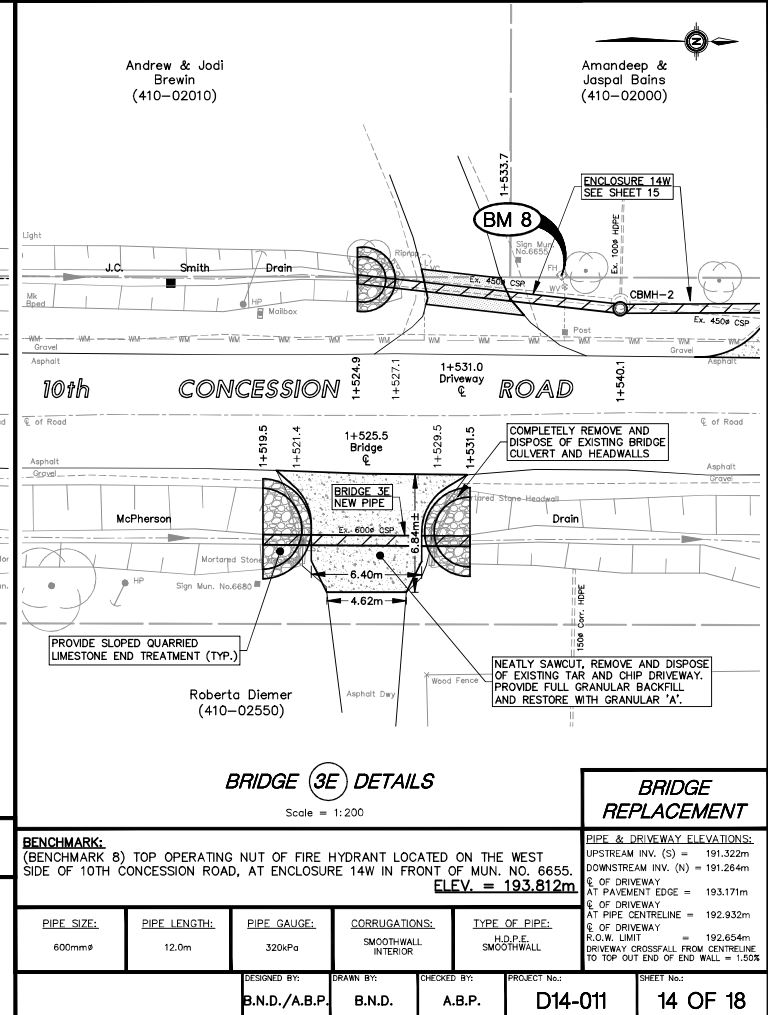 N
Andrew & Jodi
Brewin
(410-02010)
Amandeep &
Jaspal Bains
(410-02000)
1+533.7
ENCLOSURE 14W
SEE SHEET 15
BM 8
Sign Mun.
No.6655
Ex. 100ø HDPE
Light
Riprap
FH
J.C. Smith Drain
Ex. 450ø CSP
WV
CBMH-2
Mk
Bped
HP
Mailbox
Ex. 450ø CSP
Post
WM WM WM WM WM WM WM WM
Gravel
Gravel
Asphalt
Asphalt
1+524.9
1+527.1
1+531.0
Driveway
℄
1+540.1
10th CONCESSION ROAD
℄ of Road
℄ of Road
1+519.5
1+521.4
1+525.5
Bridge
℄
1+529.5
1+531.5
COMPLETELY REMOVE AND
DISPOSE OF EXISTING BRIDGE
CULVERT AND HEADWALLS
Asphalt
Gravel
Asphalt
Gravel
BRIDGE 3E
NEW PIPE
Stone Headwall
McPherson
Ex. 600ø CSP
6.84m±
Drain
Mortared Stone
6.40m
HP
Sign Mun. No.6680
4.62m
150ø Corr. HDPE
PROVIDE SLOPED QUARRIED
LIMESTONE END TREATMENT (TYP.)
NEATLY SAWCUT, REMOVE AND DISPOSE
OF EXISTING TAR AND CHIP DRIVEWAY.
PROVIDE FULL GRANULAR BACKFILL
AND RESTORE WITH GRANULAR 'A'.
Wood Fence
Asphalt Dwy
Roberta Diemer
(410-02550)
BRIDGE 3E DETAILS
Scale = 1:200
BRIDGE
REPLACEMENT
BENCHMARK:
(BENCHMARK 8) TOP OPERATING NUT OF FIRE HYDRANT LOCATED ON THE WEST
SIDE OF 10TH CONCESSION ROAD, AT ENCLOSURE 14W IN FRONT OF MUN. NO. 6655.
ELEV. = 193.812m
PIPE & DRIVEWAY ELEVATIONS:
UPSTREAM INV. (S) = 191.322m
DOWNSTREAM INV. (N) = 191.264m
℄ OF DRIVEWAY
AT PAVEMENT EDGE = 193.171m
℄ OF DRIVEWAY
AT PIPE CENTRELINE = 192.932m
℄ OF DRIVEWAY
R.O.W. LIMIT = 192.654m
DRIVEWAY CROSSFALL FROM CENTRELINE
TO TOP OUT END OF END WALL = 1.50%
PIPE SIZE:
600mmø
PIPE LENGTH:
12.0m
PIPE GAUGE:
320kPa
CORRUGATIONS:
SMOOTHWALL
INTERIOR
TYPE OF PIPE:
H.D.P.E.
SMOOTHWALL
DESIGNED BY:
B.N.D./A.B.P.
DRAWN BY:
B.N.D.
CHECKED BY:
A.B.P.
PROJECT No.:
D14-011
SHEET No.:
14 OF 18